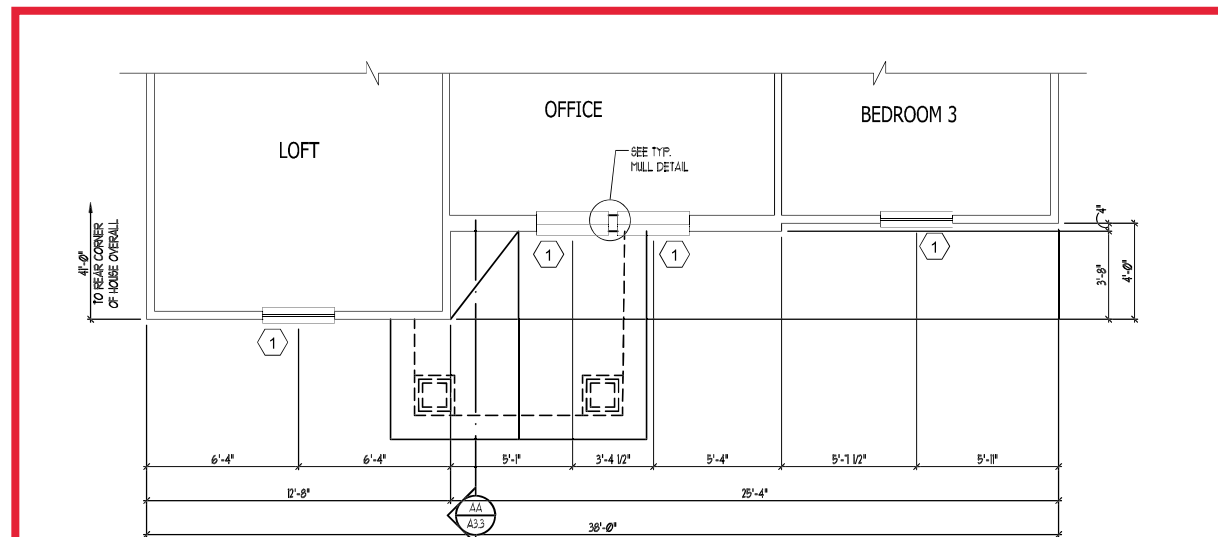 OFFICE
BEDROOM 3
LOFT
SEE TYP.
MULL DETAIL
41'-0"
TO REAR CORNER
OF HOUSE OVERALL
4"
3'-8"
4'-0"
1
1
1
1
6'-4"
6'-4"
5'-1"
3'-4 1/2"
5'-4"
5'-7 1/2"
5'-11"
12'-8"
25'-4"
AA
A3.3
38'-0"